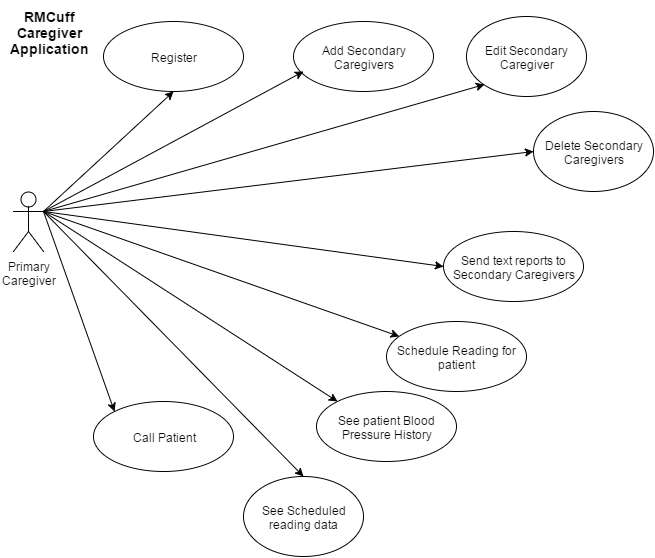 RMCuff
Caregiver
Application
Register
Add Secondary
Caregivers
Edit Secondary
Caregiver
Delete Secondary
Caregivers
Primary
Caregiver
Send text reports to
Secondary Caregivers
Schedule Reading for
patient
See patient Blood
Pressure History
Call Patient
See Scheduled
reading data